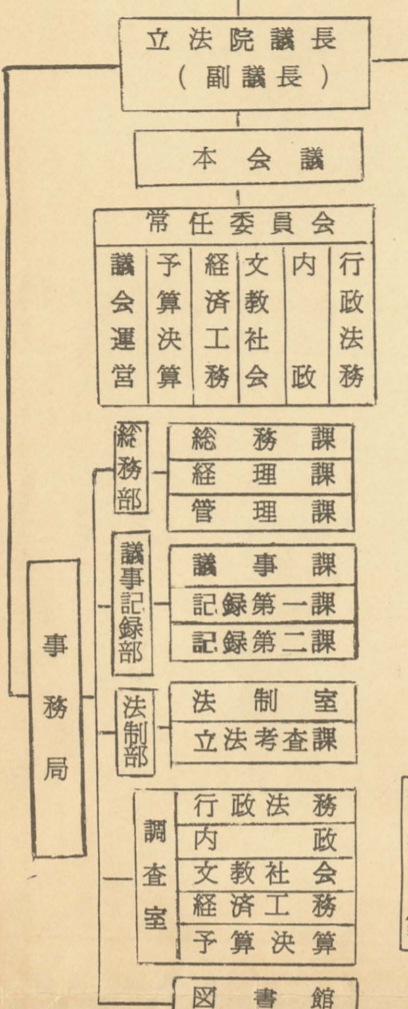 立法院議長
(副議長)
本会議
常任委員会
行政法務
内政
文教社会
経済工務
予算決算
議会運営
事務局
総務部
総務課
経理課
管理課
議事記録部
議事課
記録第一課
記録第二課
法制部
法制室
立法考査課
調査室
行政法務
内政
文教社会
経済工務
予算決算
図書館